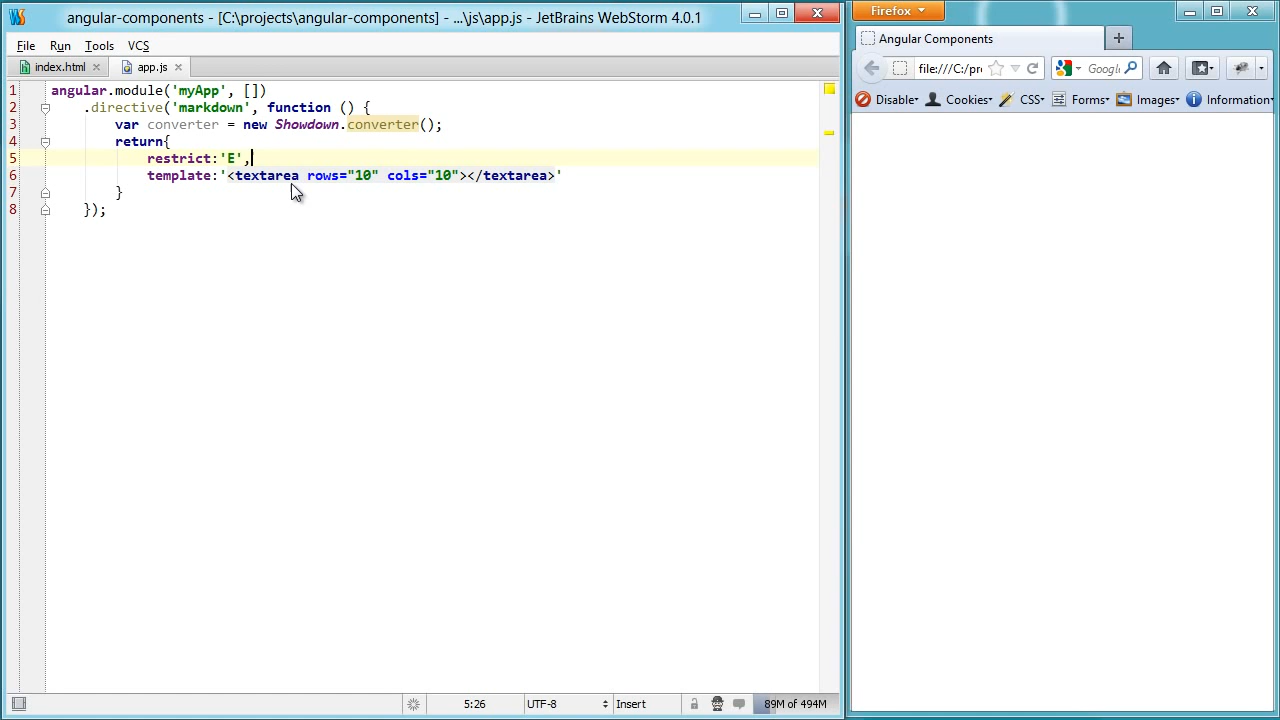 angular-components - [C:\projects\angular-components] - ...\js\app.js - JetBrains WebStorm 4.0.1
File Run Tools VCS
index.html
app.js
1 angular.module('myApp', [])
2 .directive('markdown', function () {
3 var converter = new Showdown.converter();
4 return{
5 restrict:'E',
6 template:'<textarea rows="10" cols="10"></textarea>'
7 }
8 });
5:26 UTF-8 Insert 89M of 494M
Firefox
Angular Components
file:///C:/pro
Google
Disable Cookies CSS Forms Images Information